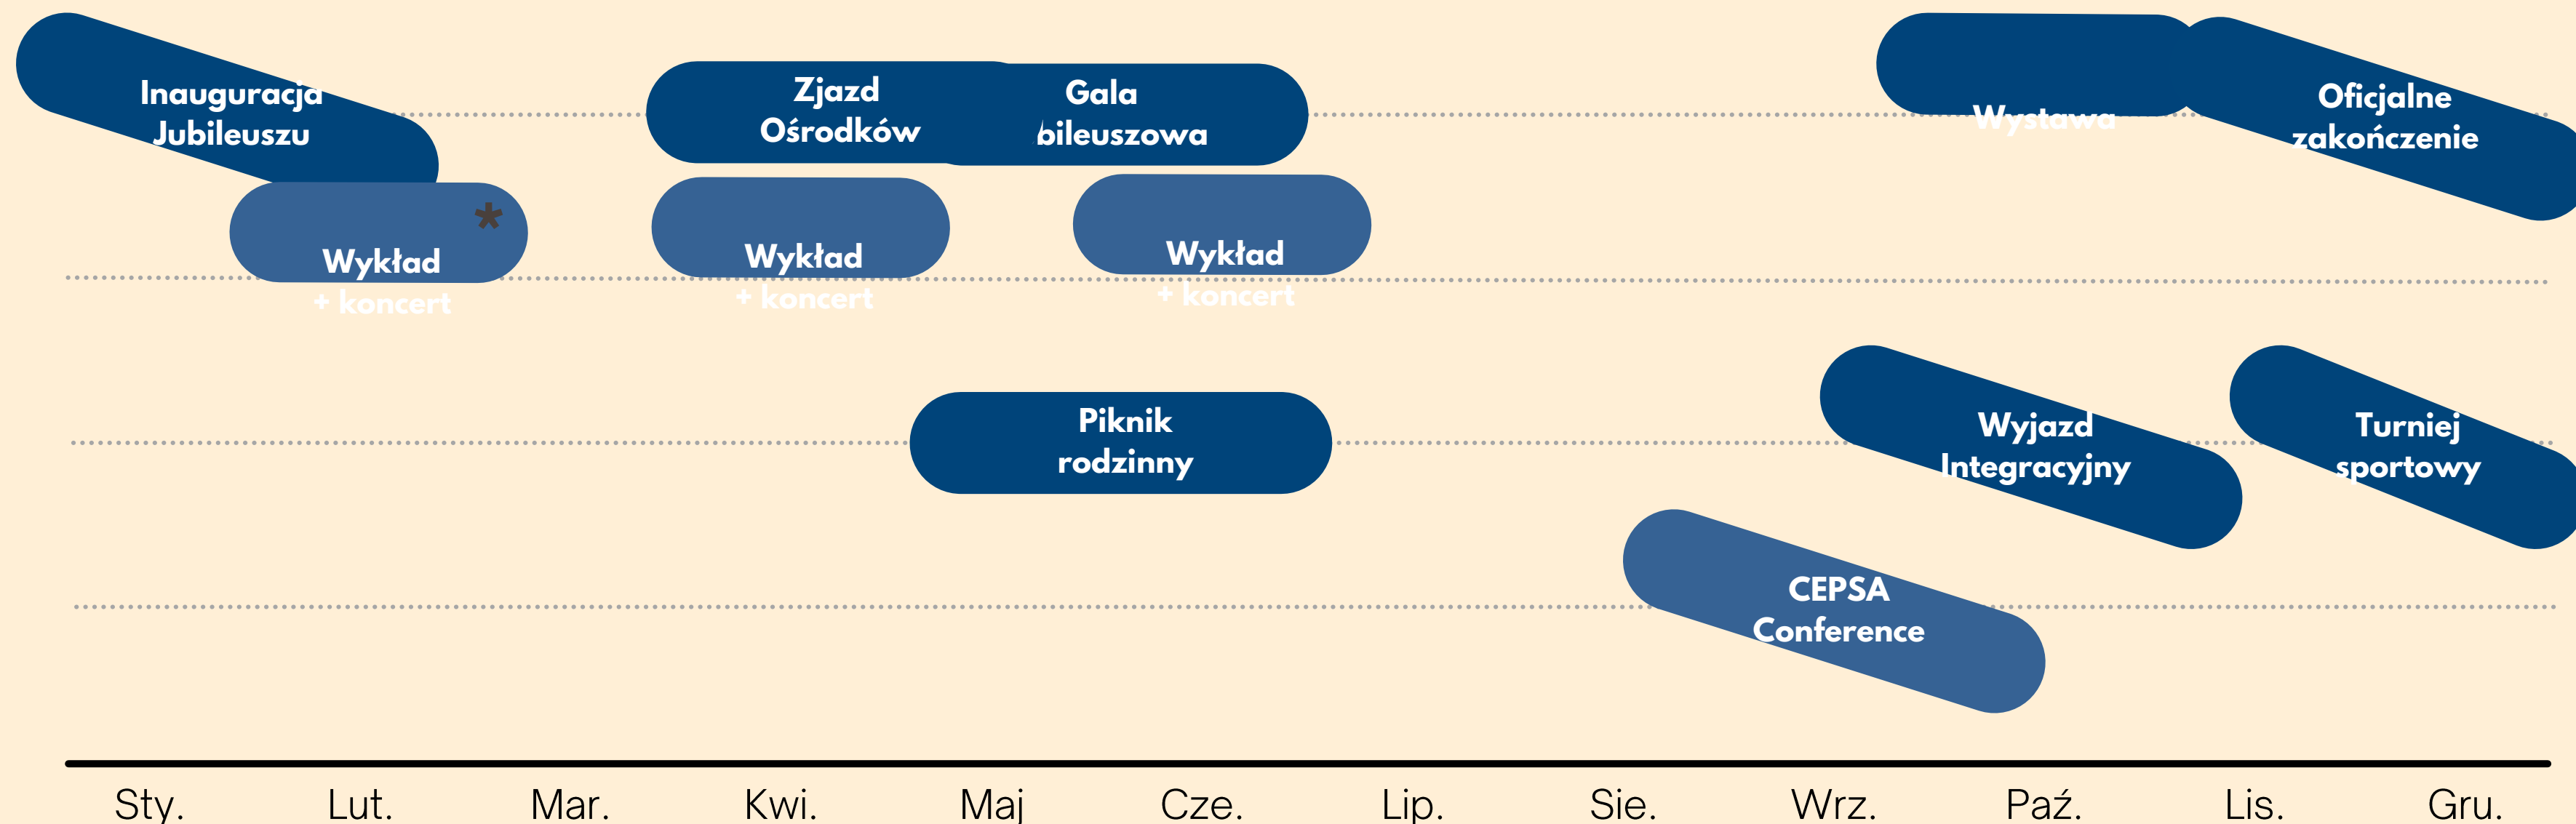 Inauguracja
Jubileuszu
Zjazd
Ośrodków
Gala
bileuszowa
Wystawa
Oficjalne
zakończenie
*
Wykład
+ koncert
Wykład
+ koncert
Wykład
+ koncert
Piknik
rodzinny
Wyjazd
Integracyjny
Turniej
sportowy
CEPSA
Conference
Sty. Lut. Mar. Kwi. Maj Cze. Lip. Sie. Wrz. Paź. Lis. Gru.